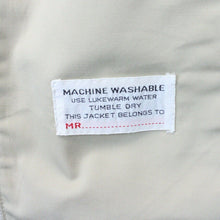 MACHINE WASHABLE
USE LUKEWARM WATER
TUMBLE DRY
THIS JACKET BELONGS TO
MR..........................